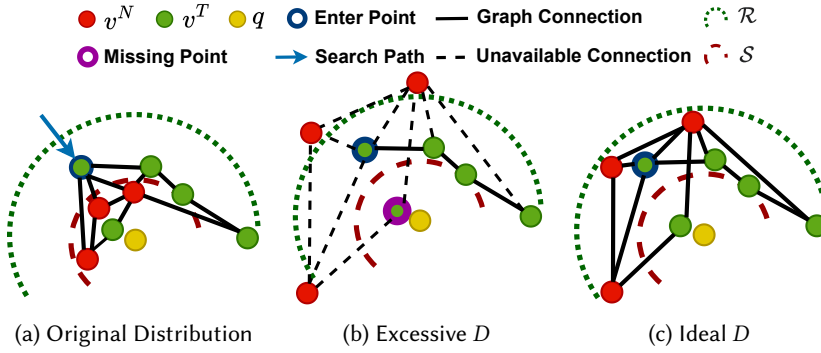 v^N v^T q Enter Point Graph Connection ℛ
Missing Point Search Path Unavailable Connection 𝒮
(a) Original Distribution (b) Excessive D (c) Ideal D